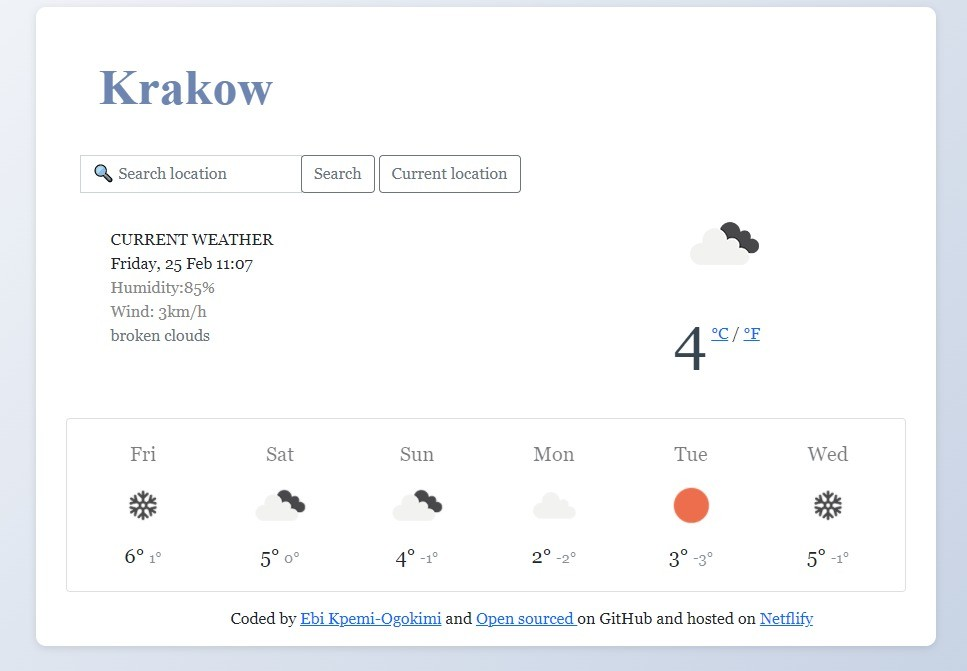 Krakow
Search location Search Current location
CURRENT WEATHER
Friday, 25 Feb 11:07
Humidity:85%
Wind: 3km/h
broken clouds
4 °C / °F
Fri Sat Sun Mon Tue Wed
6° 1° 5° 0° 4° -1° 2° -2° 3° -3° 5° -1°
Coded by Ebi Kpemi-Ogokimi and Open sourced on GitHub and hosted on Netflify